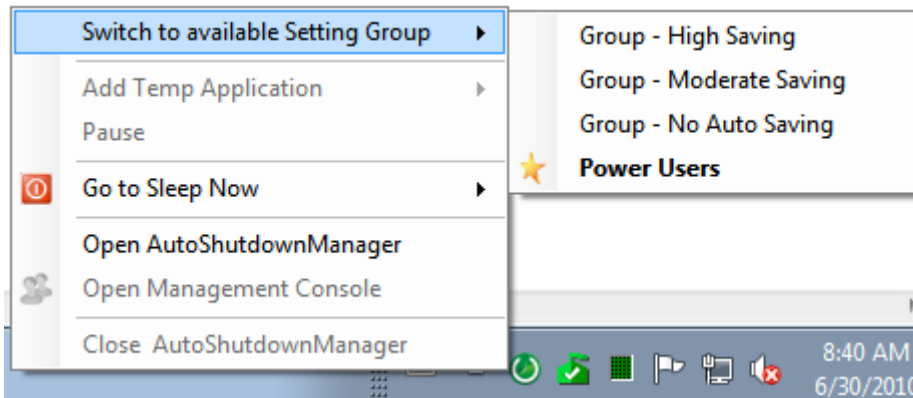 Switch to available Setting Group
Add Temp Application
Pause
Go to Sleep Now
Open AutoShutdownManager
Open Management Console
Close AutoShutdownManager
Group - High Saving
Group - Moderate Saving
Group - No Auto Saving
Power Users
8:40 AM
6/30/2010